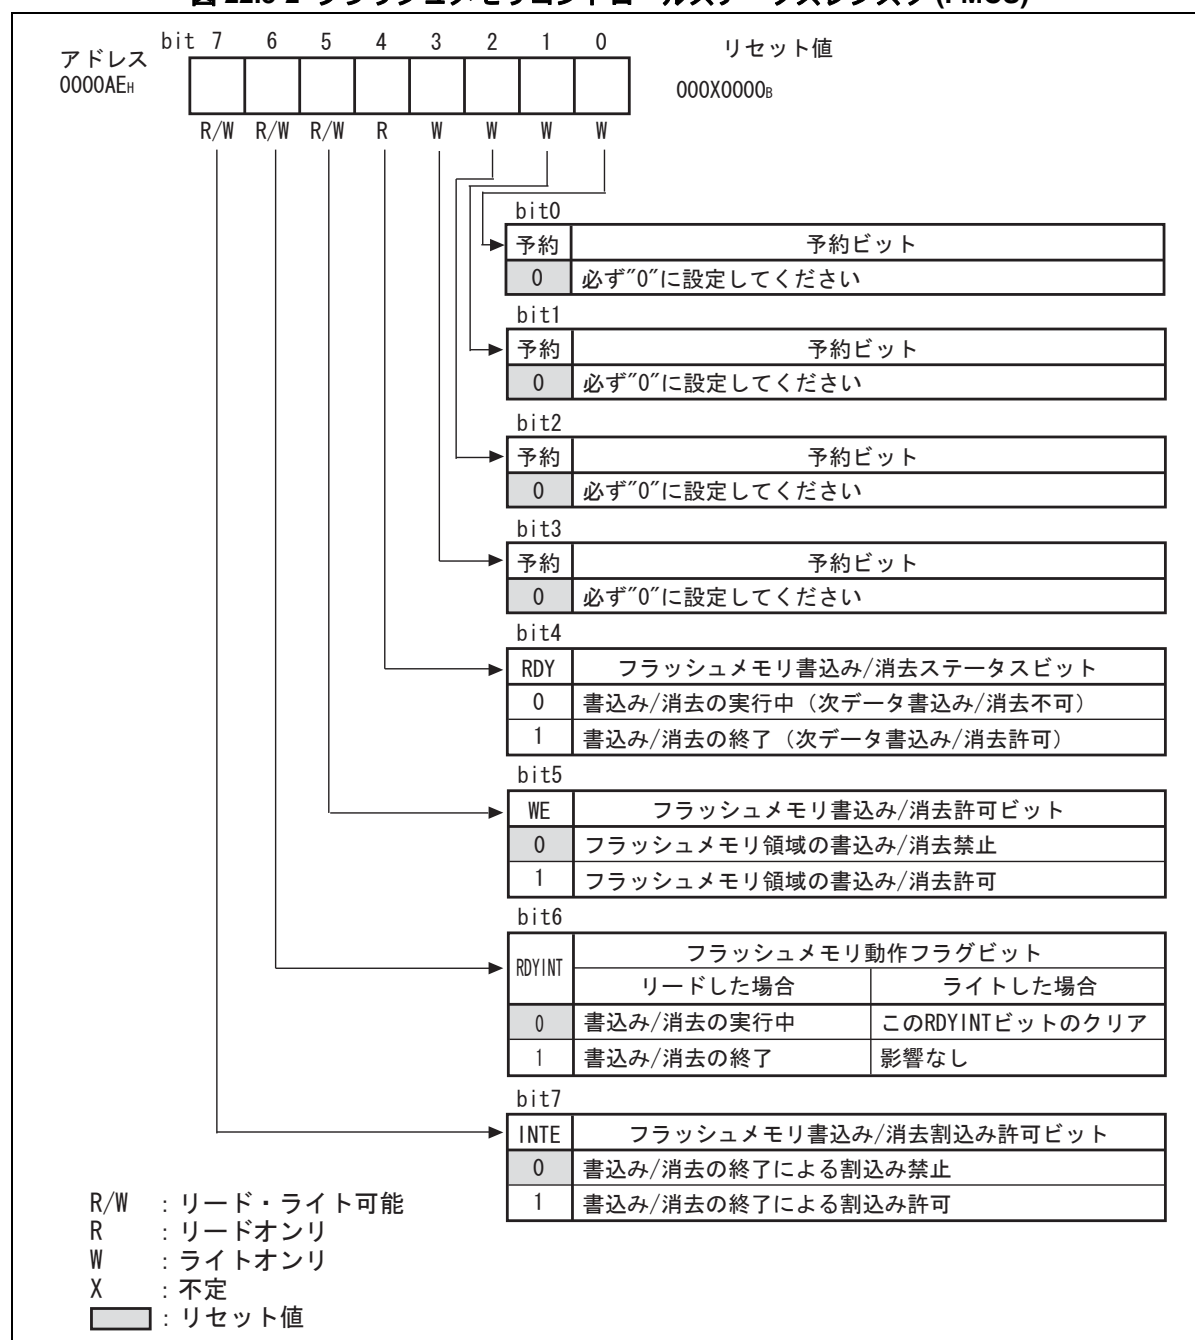 bit 7 6 5 4 3 2 1 0
アドレス リセット値
0000AEH 000X0000B
R/W R/W R/W R W W W W
bit0
予約 予約ビット
0 必ず"0"に設定してください
bit1
予約 予約ビット
0 必ず"0"に設定してください
bit2
予約 予約ビット
0 必ず"0"に設定してください
bit3
予約 予約ビット
0 必ず"0"に設定してください
bit4
RDY フラッシュメモリ書込み/消去ステータスビット
0 書込み/消去の実行中（次データ書込み/消去不可）
1 書込み/消去の終了（次データ書込み/消去許可）
bit5
WE フラッシュメモリ書込み/消去許可ビット
0 フラッシュメモリ領域の書込み/消去禁止
1 フラッシュメモリ領域の書込み/消去許可
bit6
RDYINT フラッシュメモリ動作フラグビット
リードした場合 ライトした場合
0 書込み/消去の実行中 このRDYINTビットのクリア
1 書込み/消去の終了 影響なし
bit7
INTE フラッシュメモリ書込み/消去割込み許可ビット
0 書込み/消去の終了による割込み禁止
1 書込み/消去の終了による割込み許可
R/W ：リード・ライト可能
R ：リードオンリ
W ：ライトオンリ
X ：不定
：リセット値